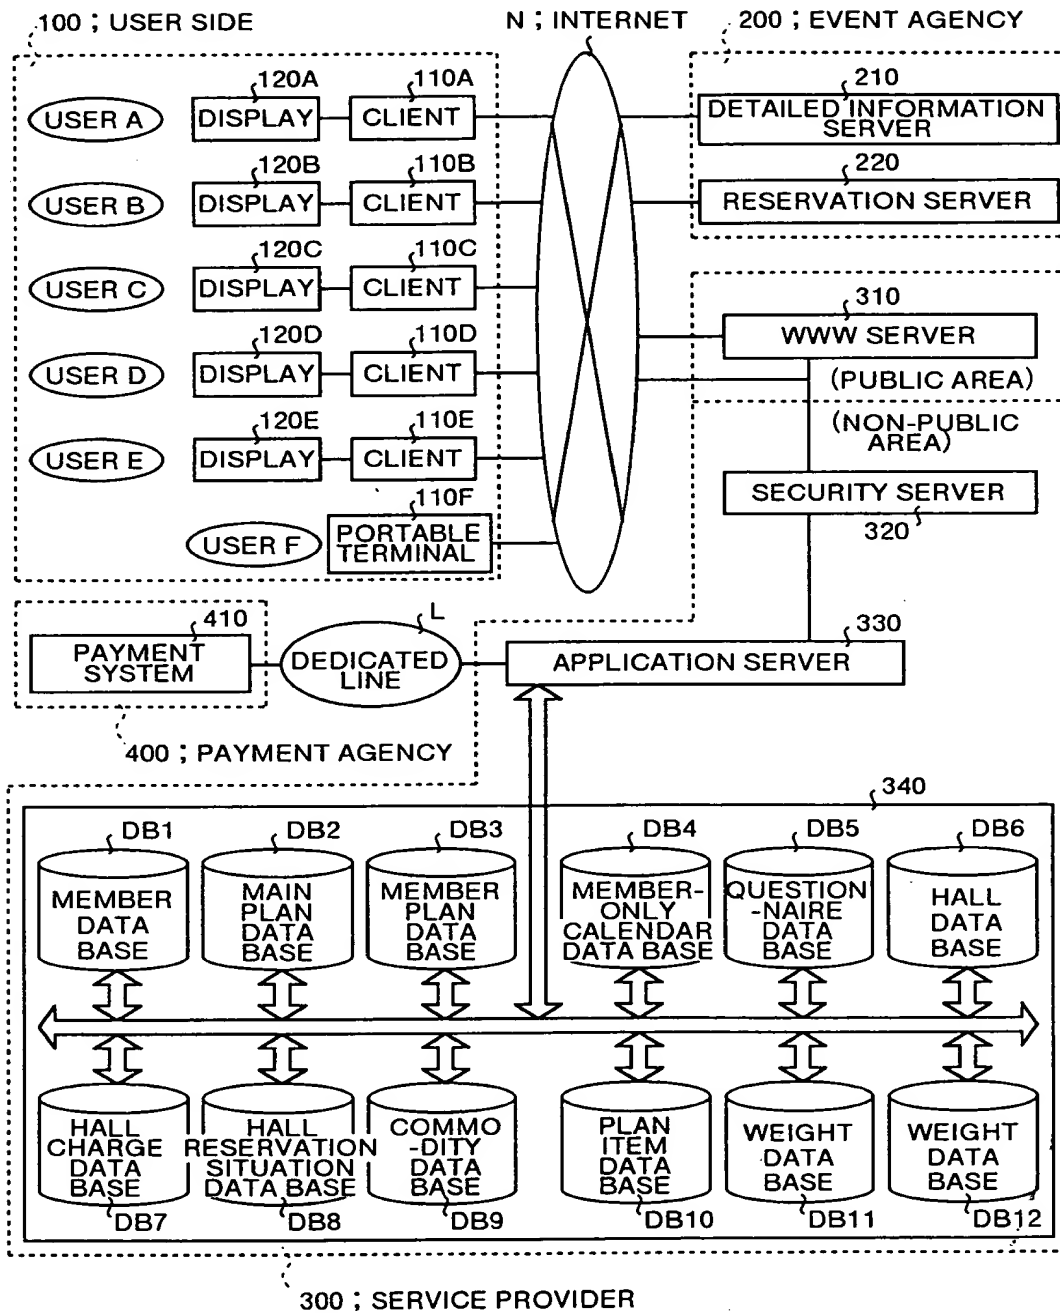 100 ; USER SIDE
N ; INTERNET
200 ; EVENT AGENCY
120A
110A
USER A
DISPLAY
CLIENT
210
DETAILED INFORMATION
SERVER
120B
110B
USER B
DISPLAY
CLIENT
220
RESERVATION SERVER
120C
110C
USER C
DISPLAY
CLIENT
310
WWW SERVER
(PUBLIC AREA)
120D
110D
USER D
DISPLAY
CLIENT
(NON-PUBLIC
AREA)
120E
110E
USER E
DISPLAY
CLIENT
SECURITY SERVER
320
110F
USER F
PORTABLE
TERMINAL
410
PAYMENT
SYSTEM
L
DEDICATED
LINE
330
APPLICATION SERVER
400 ; PAYMENT AGENCY
340
DB1
MEMBER
DATA
BASE
DB2
MAIN
PLAN
DATA
BASE
DB3
MEMBER
PLAN
DATA
BASE
DB4
MEMBER-
ONLY
CALENDAR
DATA BASE
DB5
QUESTION
-NAIRE
DATA
BASE
DB6
HALL
DATA
BASE
HALL
CHARGE
DATA
BASE
DB7
HALL
RESERVATION
SITUATION
DATA BASE
DB8
COMMO
-DITY
DATA
BASE
DB9
PLAN
ITEM
DATA
BASE
DB10
WEIGHT
DATA
BASE
DB11
WEIGHT
DATA
BASE
DB12
300 ; SERVICE PROVIDER